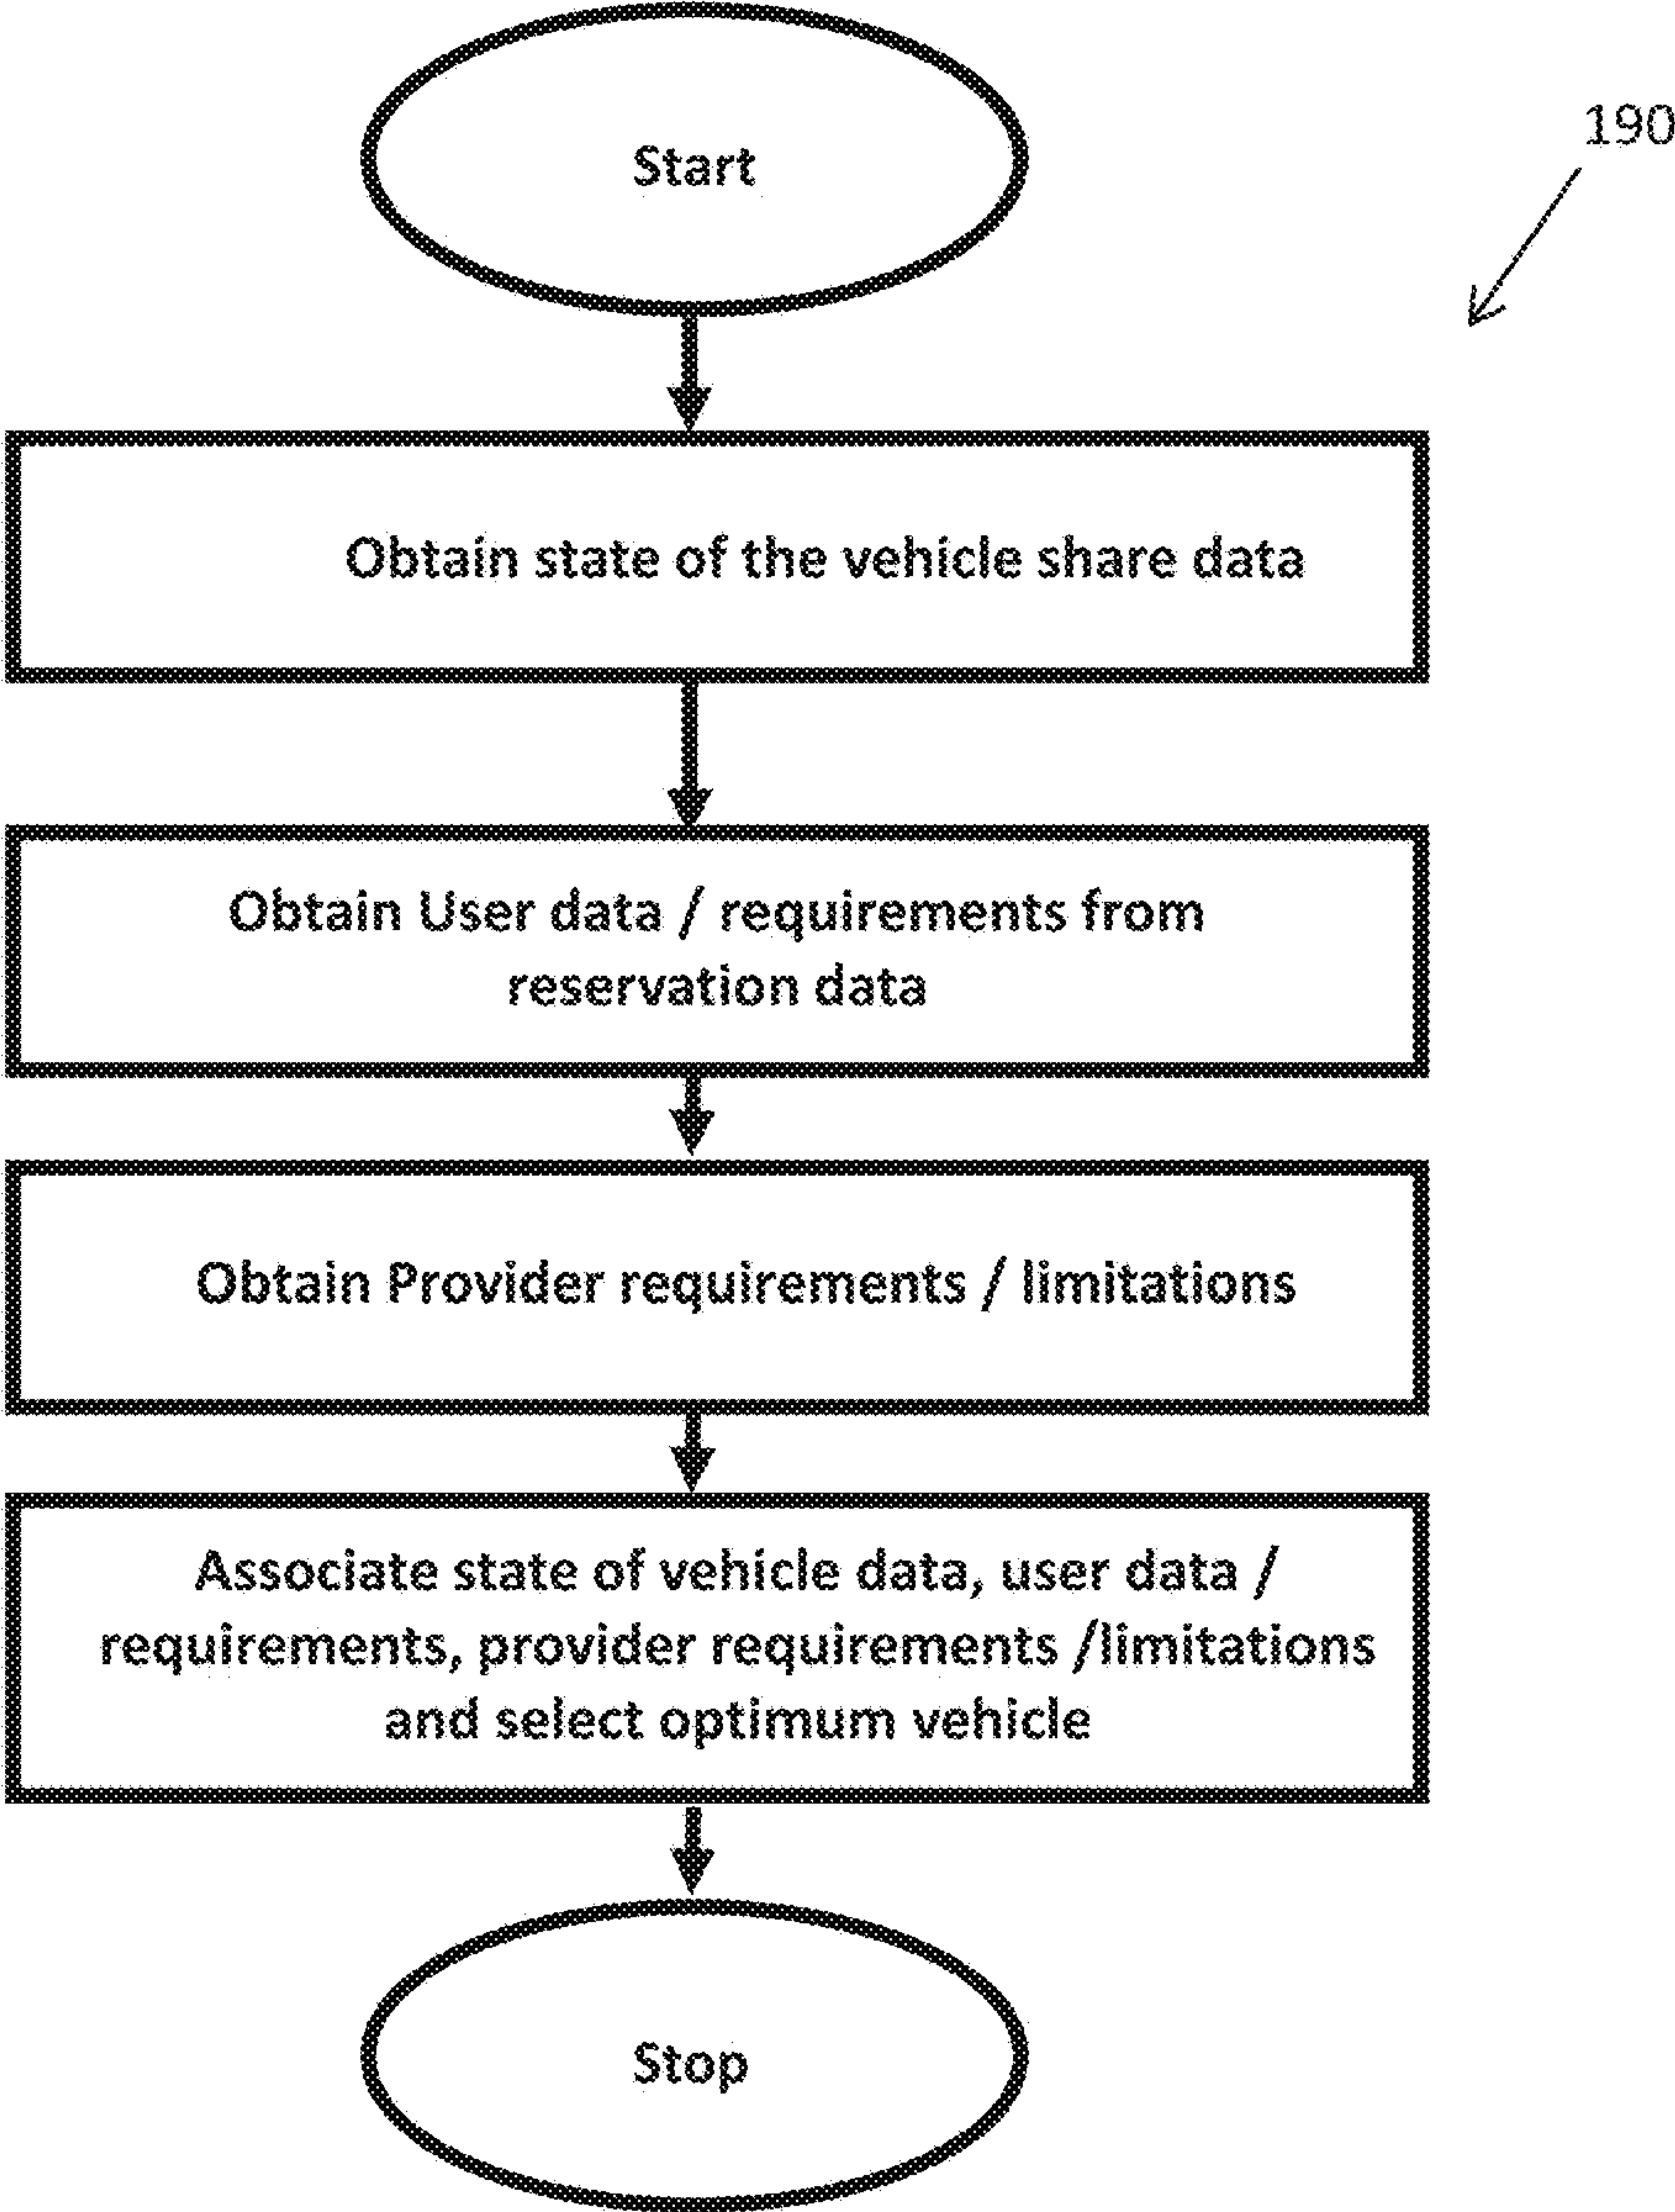 Start
190
Obtain state of the vehicle share data
Obtain User data / requirements from
reservation data
Obtain Provider requirements / limitations
Associate state of vehicle data, user data /
requirements, provider requirements /limitations
and select optimum vehicle
Stop